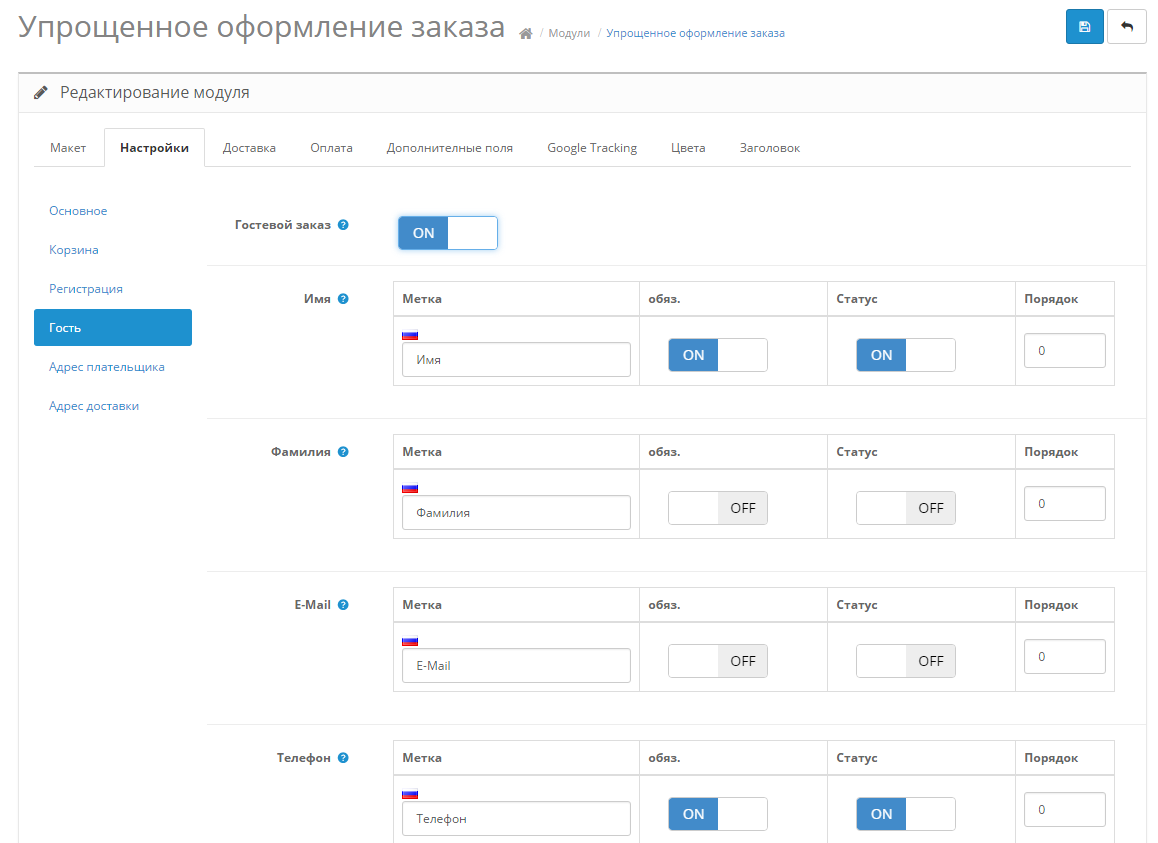 Упрощенное оформление заказа / Модули / Упрощенное оформление заказа
Редактирование модуля
Макет Настройки Доставка Оплата Дополнителные поля Google Tracking Цвета Заголовок
Основное
Корзина
Регистрация
Гость
Адрес плательщика
Адрес доставки
Гостевой заказ ? ON
Имя ? Метка обяз. Статус Порядок
Имя ON ON 0
Фамилия ? Метка обяз. Статус Порядок
Фамилия OFF OFF 0
E-Mail ? Метка обяз. Статус Порядок
E-Mail OFF OFF 0
Телефон ? Метка обяз. Статус Порядок
Телефон ON ON 0